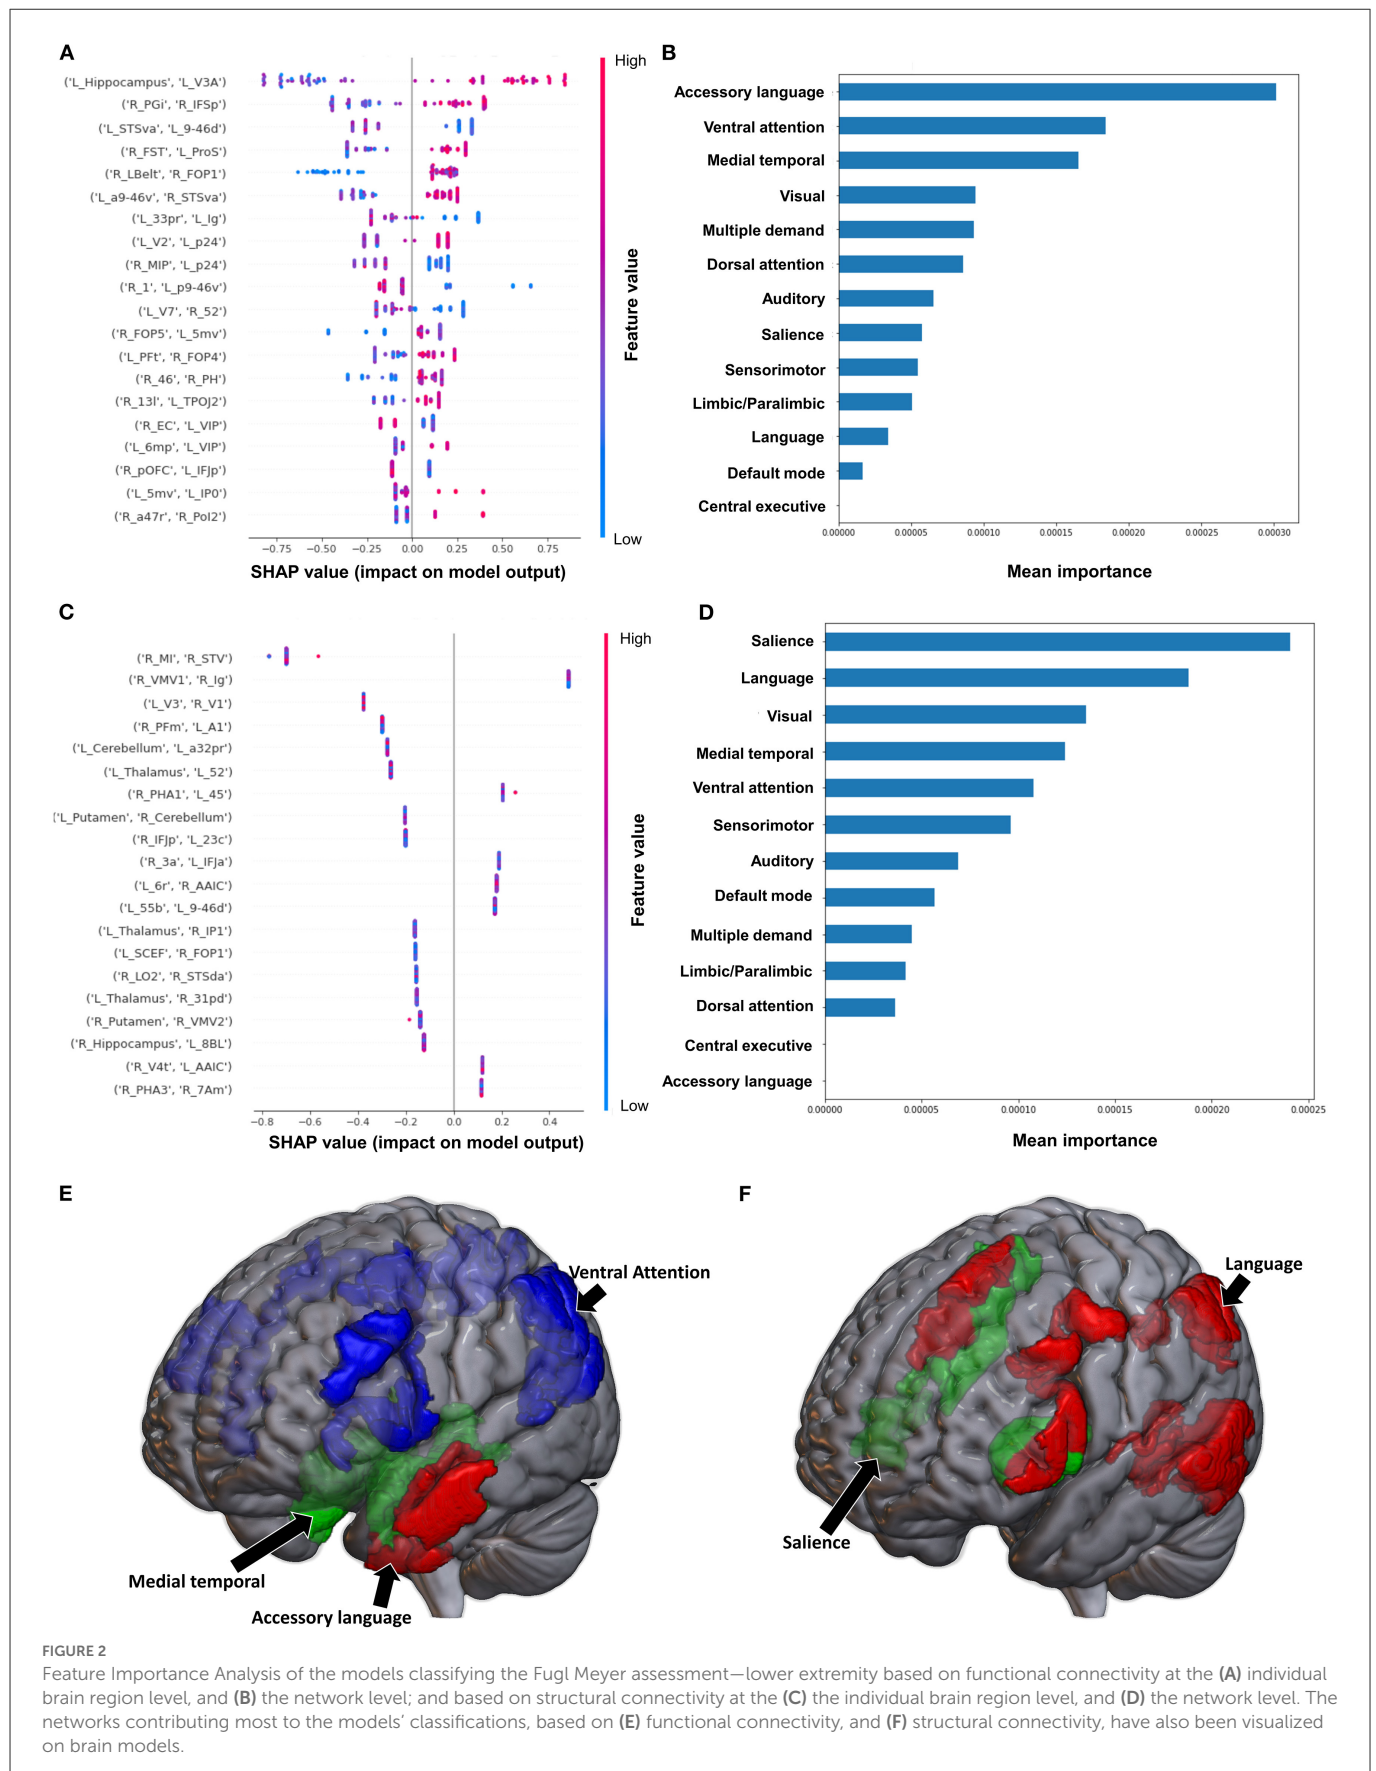 A
('L_Hippocampus', 'L_V3A')
('R_PGi', 'R_IFSp')
('L_STSva', 'L_9-46d')
('R_FST', 'L_ProS')
('R_LBelt', 'R_FOP1')
('L_a9-46v', 'R_STSva')
('L_33pr', 'L_Ig')
('L_V2', 'L_p24')
('R_MIP', 'L_p24')
('R_1', 'L_p9-46v')
('L_V7', 'R_52')
('R_FOP5', 'L_5mv')
('L_PFt', 'R_FOP4')
('R_46', 'R_PH')
('R_13l', 'L_TPOJ2')
('R_EC', 'L_VIP')
('L_6mp', 'L_VIP')
('R_pOFC', 'L_IFJp')
('L_5mv', 'L_IP0')
('R_a47r', 'R_PoI2')
−0.75 −0.50 −0.25 0.00 0.25 0.50 0.75
SHAP value (impact on model output)
High
Feature value
Low
B
Accessory language
Ventral attention
Medial temporal
Visual
Multiple demand
Dorsal attention
Auditory
Salience
Sensorimotor
Limbic/Paralimbic
Language
Default mode
Central executive
0.00000 0.00005 0.00010 0.00015 0.00020 0.00025 0.00030
Mean importance
C
('R_MI', 'R_STV')
('R_VMV1', 'R_Ig')
('L_V3', 'R_V1')
('R_PFm', 'L_A1')
('L_Cerebellum', 'L_a32pr')
('L_Thalamus', 'L_52')
('R_PHA1', 'L_45')
('L_Putamen', 'R_Cerebellum')
('R_IFJp', 'L_23c')
('R_3a', 'L_IFJa')
('L_6r', 'R_AAIC')
('L_55b', 'L_9-46d')
('L_Thalamus', 'R_IP1')
('L_SCEF', 'R_FOP1')
('R_LO2', 'R_STSda')
('L_Thalamus', 'R_31pd')
('R_Putamen', 'R_VMV2')
('R_Hippocampus', 'L_8BL')
('R_V4t', 'L_AAIC')
('R_PHA3', 'R_7Am')
−0.8 −0.6 −0.4 −0.2 0.0 0.2 0.4
SHAP value (impact on model output)
High
Feature value
Low
D
Salience
Language
Visual
Medial temporal
Ventral attention
Sensorimotor
Auditory
Default mode
Multiple demand
Limbic/Paralimbic
Dorsal attention
Central executive
Accessory language
0.00000 0.00005 0.00010 0.00015 0.00020 0.00025
Mean importance
E
Ventral Attention
Medial temporal
Accessory language
F
Language
Salience
FIGURE 2
Feature Importance Analysis of the models classifying the Fugl Meyer assessment—lower extremity based on functional connectivity at the (A) individual
brain region level, and (B) the network level; and based on structural connectivity at the (C) the individual brain region level, and (D) the network level. The
networks contributing most to the models' classifications, based on (E) functional connectivity, and (F) structural connectivity, have also been visualized
on brain models.